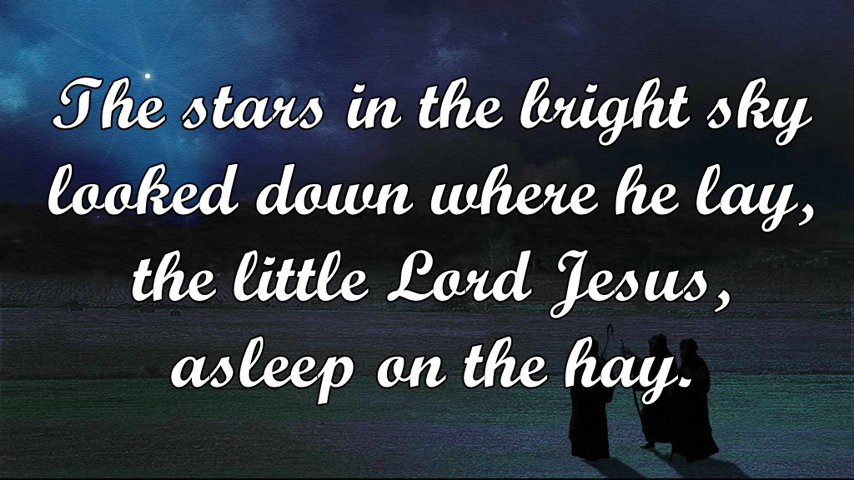 The stars in the bright sky
looked down where he lay,
the little Lord Jesus,
asleep on the hay.